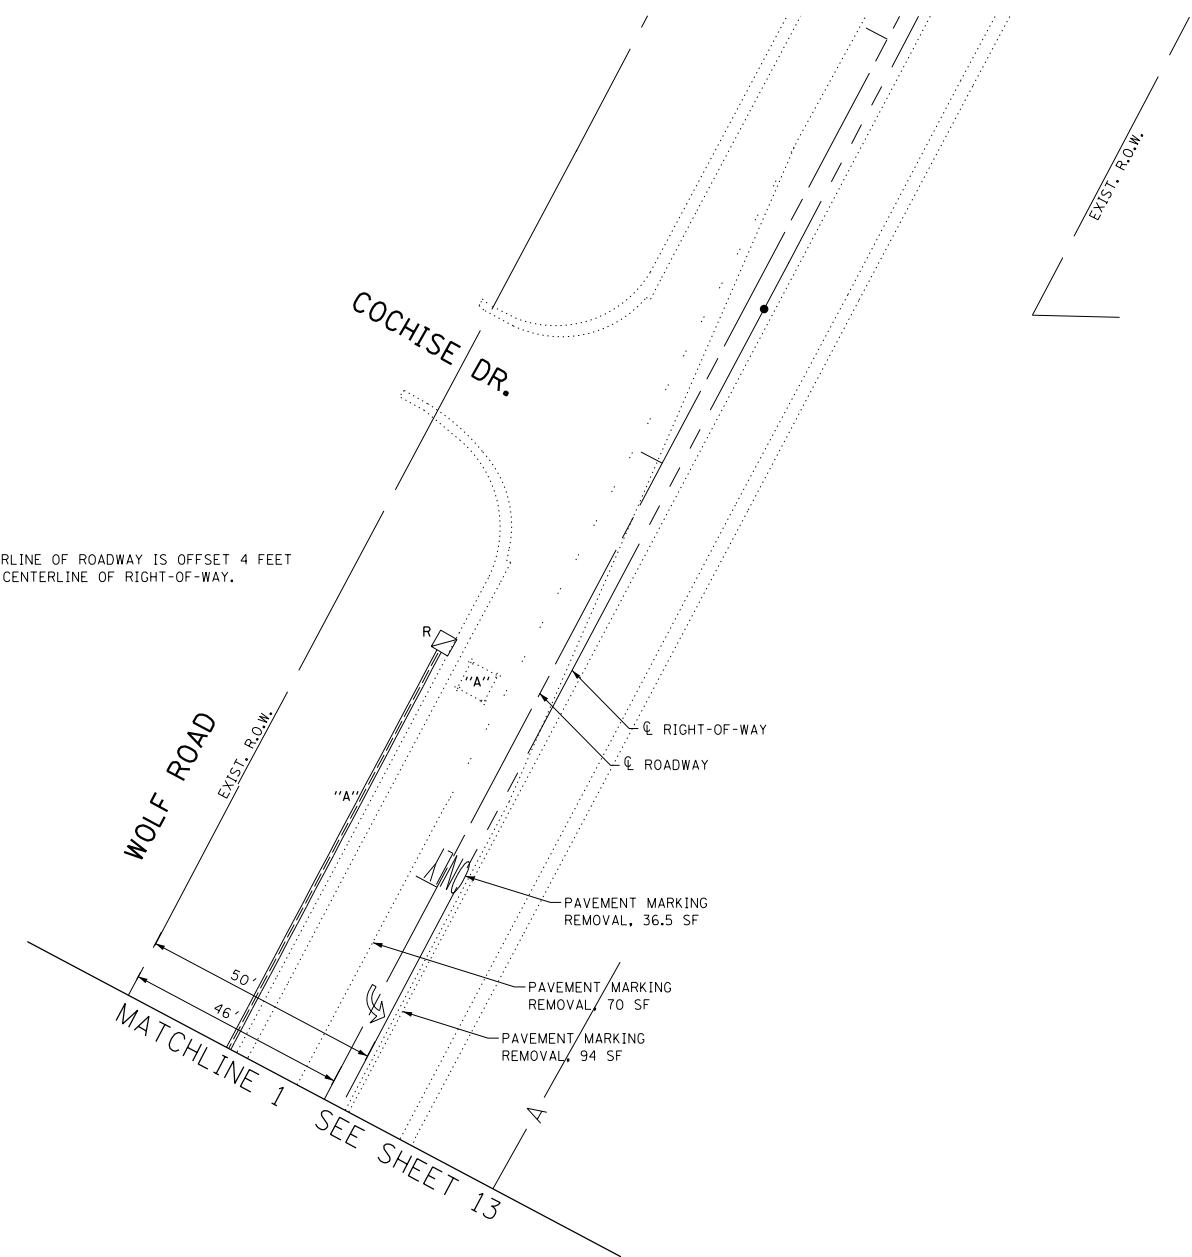 EXIST. R.O.W.
COCHISE DR.
RLINE OF ROADWAY IS OFFSET 4 FEET
CENTERLINE OF RIGHT-OF-WAY.
R
"A"
WOLF ROAD
EXIST. R.O.W.
℄ RIGHT-OF-WAY
℄ ROADWAY
"A"
ONLY
PAVEMENT MARKING
REMOVAL, 36.5 SF
50'
46'
PAVEMENT MARKING
REMOVAL, 70 SF
PAVEMENT MARKING
REMOVAL, 94 SF
MATCHLINE 1 SEE SHEET 13
A